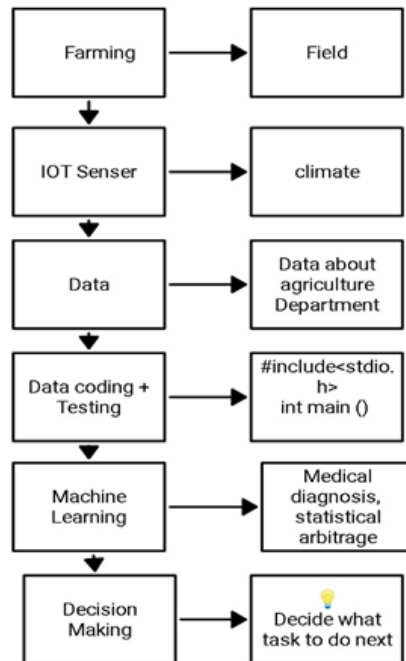 Farming
Field
IOT Senser
climate
Data
Data about
agriculture
Department
Data coding +
Testing
#include<stdio.
h>
int main ()
Machine
Learning
Medical
diagnosis,
statistical
arbitrage
Decision
Making
Decide what
task to do next